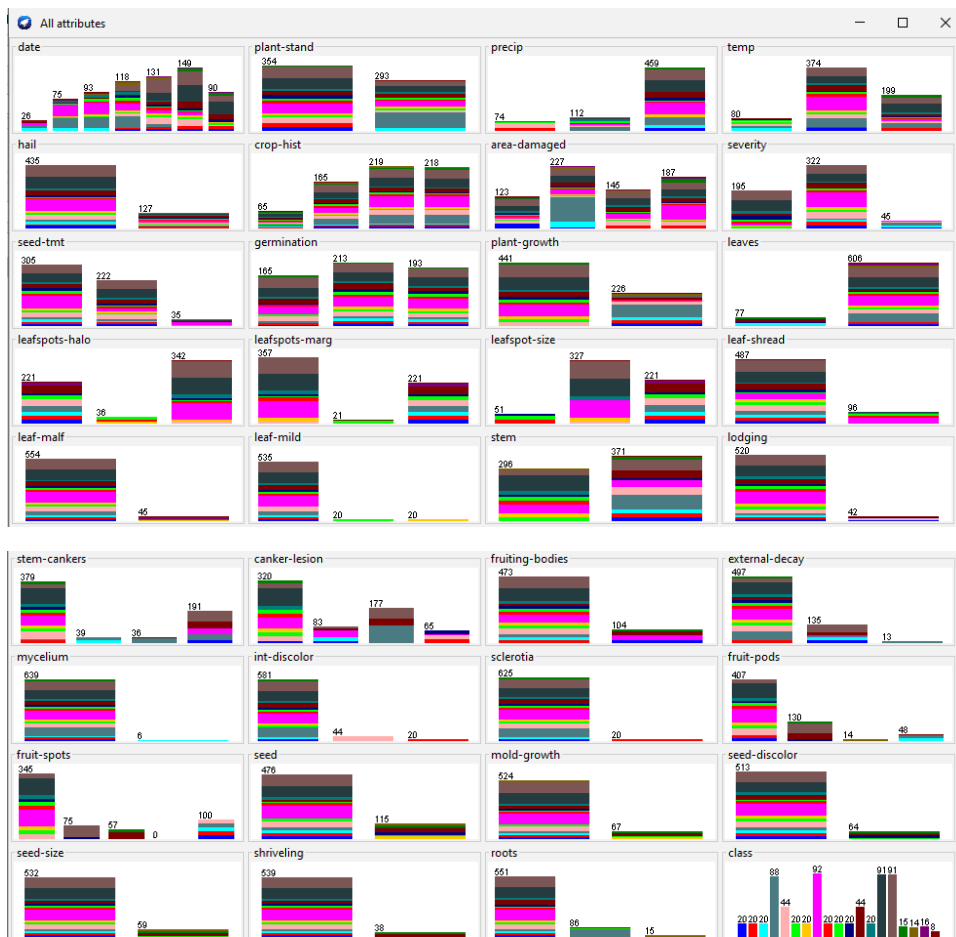 All attributes
date plant-stand precip temp
26 75 93 118 131 149 90
354 293
74 112 459
80 374 199
hail crop-hist area-damaged severity
435 127
65 165 219 218
123 227 145 187
195 322 45
seed-tmt germination plant-growth leaves
305 222 35
165 213 193
441 226
77 606
leafspots-halo leafspots-marg leafspot-size leaf-shread
221 36 342
357 21 221
51 327 221
487 96
leaf-malf leaf-mild stem lodging
554 45
535 20 20
296 371
520 42
stem-cankers canker-lesion fruiting-bodies external-decay
379 39 36 191
320 83 177 65
473 104
497 135 13
mycelium int-discolor sclerotia fruit-pods
639 6
581 44 20
625 20
407 130 14 48
fruit-spots seed mold-growth seed-discolor
345 75 57 0 100
476 115
524 67
513 64
seed-size shriveling roots class
532 59
539 38
551 86 15
20 20 20 88 44 20 20 92 20 20 20 44 20 91 91 15 14 16 8